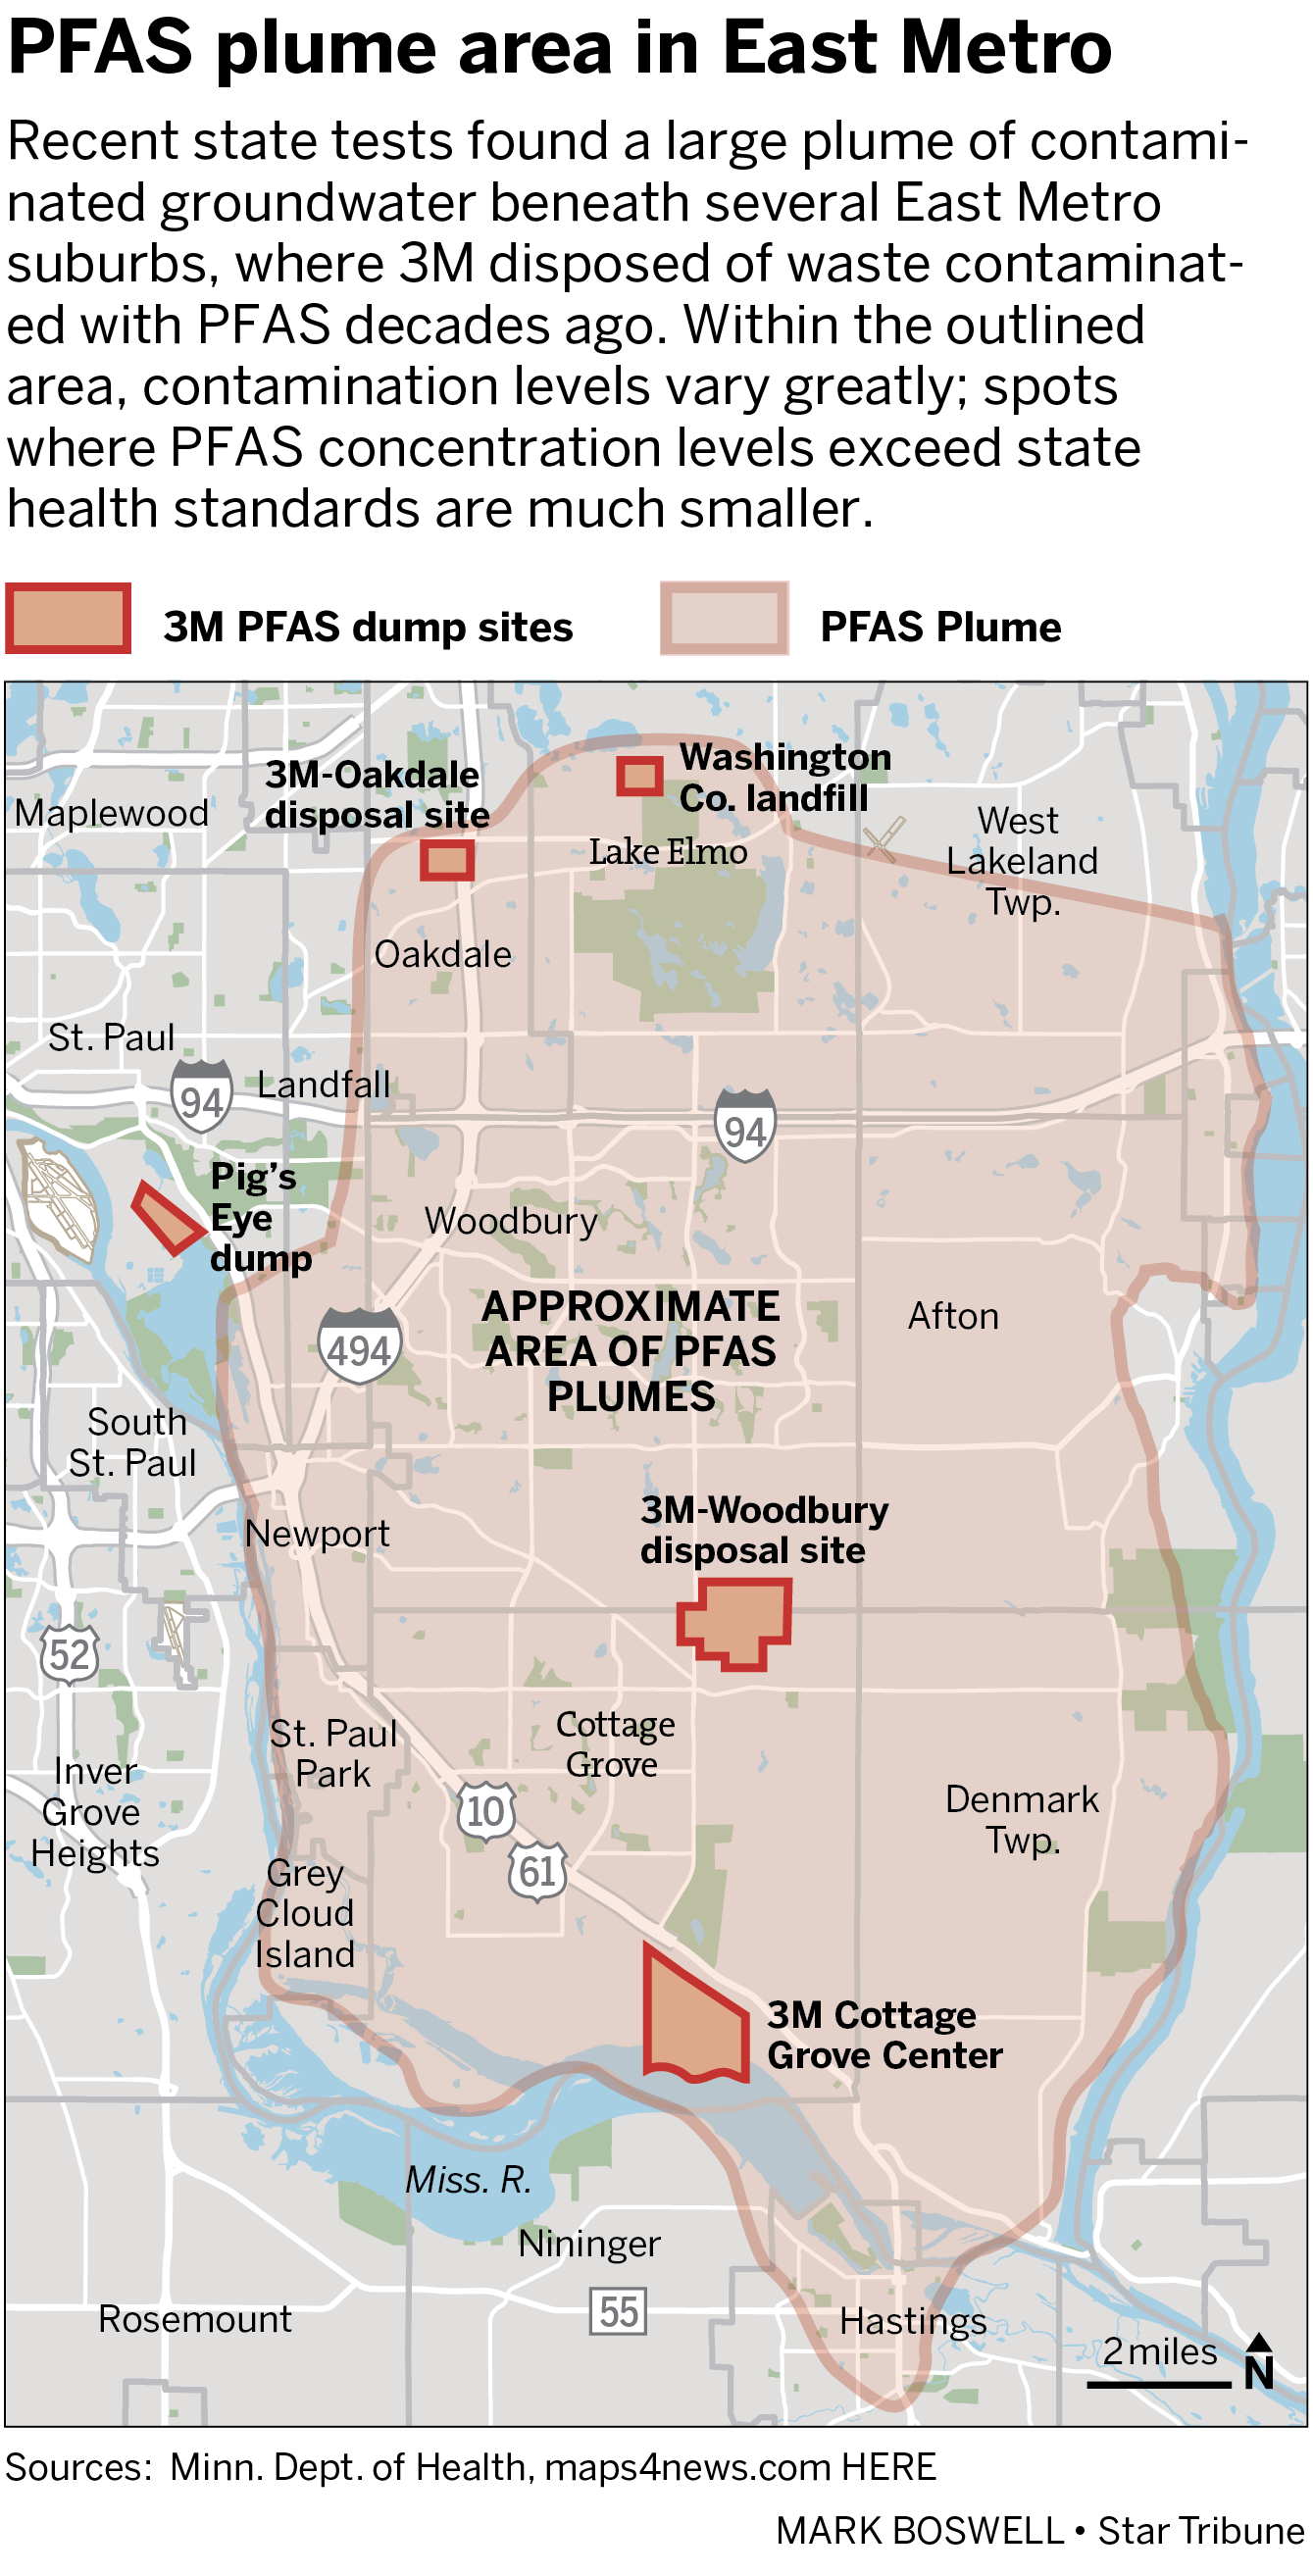 PFAS plume area in East Metro
Recent state tests found a large plume of contami-
nated groundwater beneath several East Metro
suburbs, where 3M disposed of waste contaminat-
ed with PFAS decades ago. Within the outlined
area, contamination levels vary greatly; spots
where PFAS concentration levels exceed state
health standards are much smaller.
3M PFAS dump sites
PFAS Plume
3M-Oakdale
disposal site
Washington
Co. landfill
Maplewood
Lake Elmo
West
Lakeland
Twp.
Oakdale
St. Paul
94
Landfall
94
Pig's
Eye
dump
Woodbury
494
APPROXIMATE
AREA OF PFAS
PLUMES
Afton
South
St. Paul
3M-Woodbury
disposal site
Newport
52
St. Paul
Park
Cottage
Grove
Inver
Grove
Heights
10
61
Denmark
Twp.
Grey
Cloud
Island
3M Cottage
Grove Center
Miss. R.
Nininger
55
Rosemount
Hastings
2 miles
N
Sources: Minn. Dept. of Health, maps4news.com HERE
MARK BOSWELL • Star Tribune